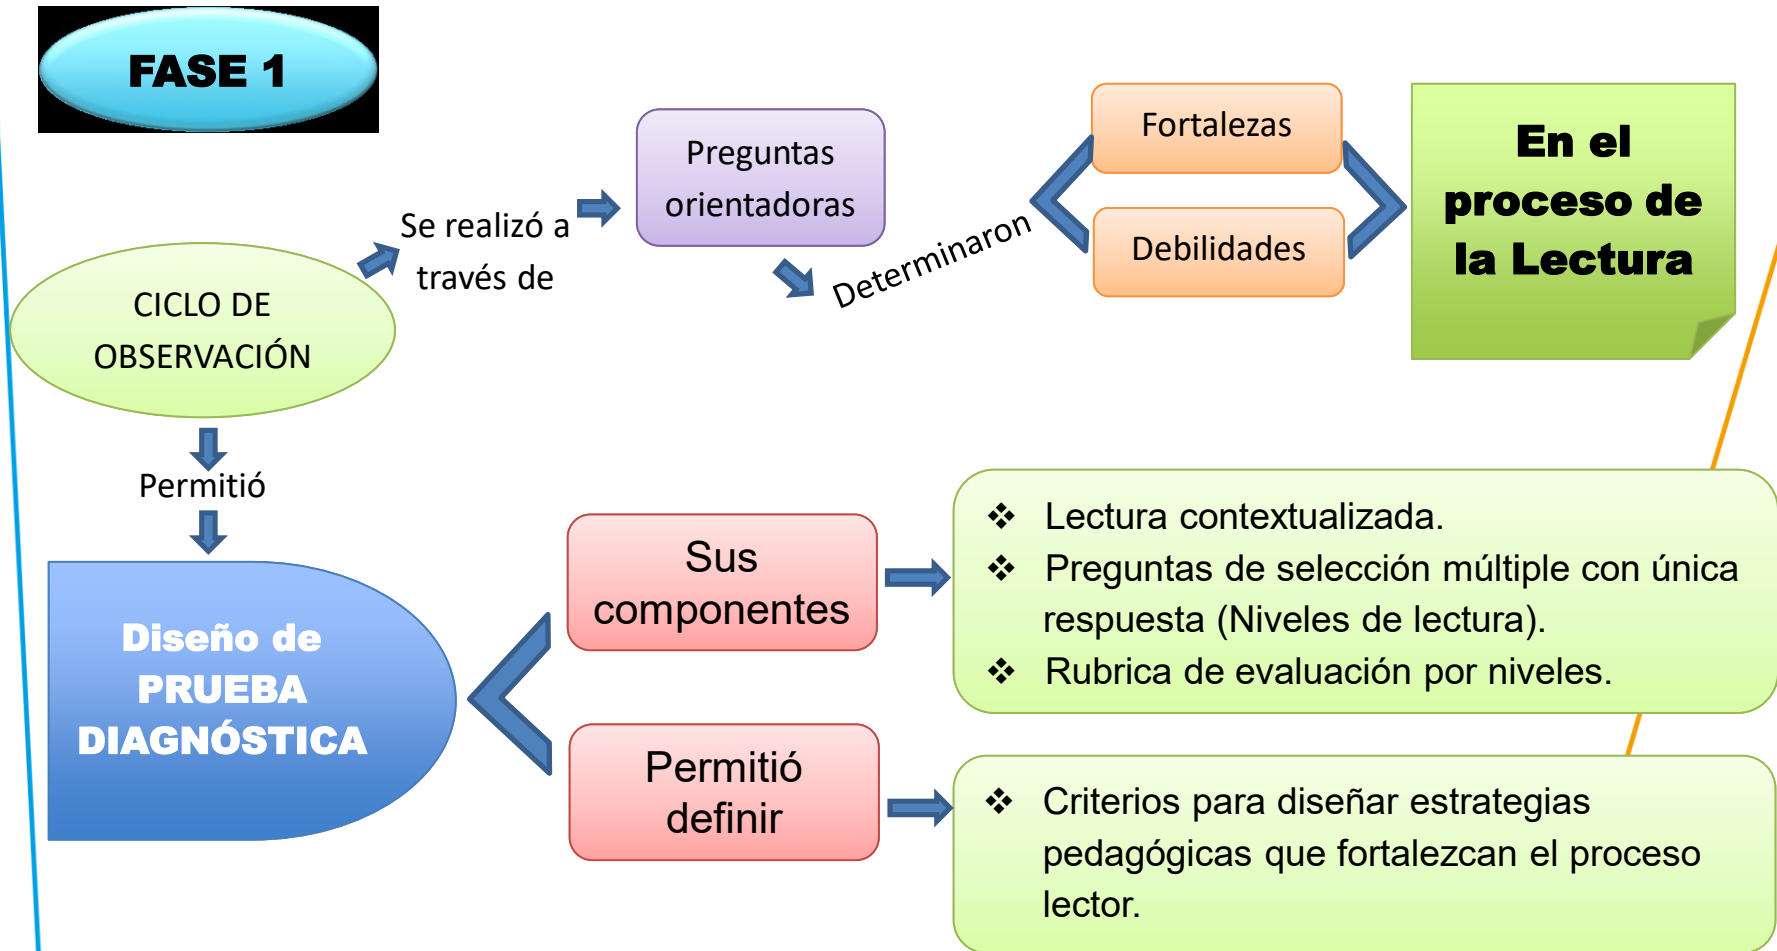 FASE 1
CICLO DE
OBSERVACIÓN
Se realizó a
través de
Preguntas
orientadoras
Determinaron
Fortalezas
Debilidades
En el
proceso de
la Lectura
Permitió
Diseño de
PRUEBA
DIAGNÓSTICA
Sus
componentes
❖ Lectura contextualizada.
❖ Preguntas de selección múltiple con única
respuesta (Niveles de lectura).
❖ Rubrica de evaluación por niveles.
Permitió
definir
❖ Criterios para diseñar estrategias
pedagógicas que fortalezcan el proceso
lector.